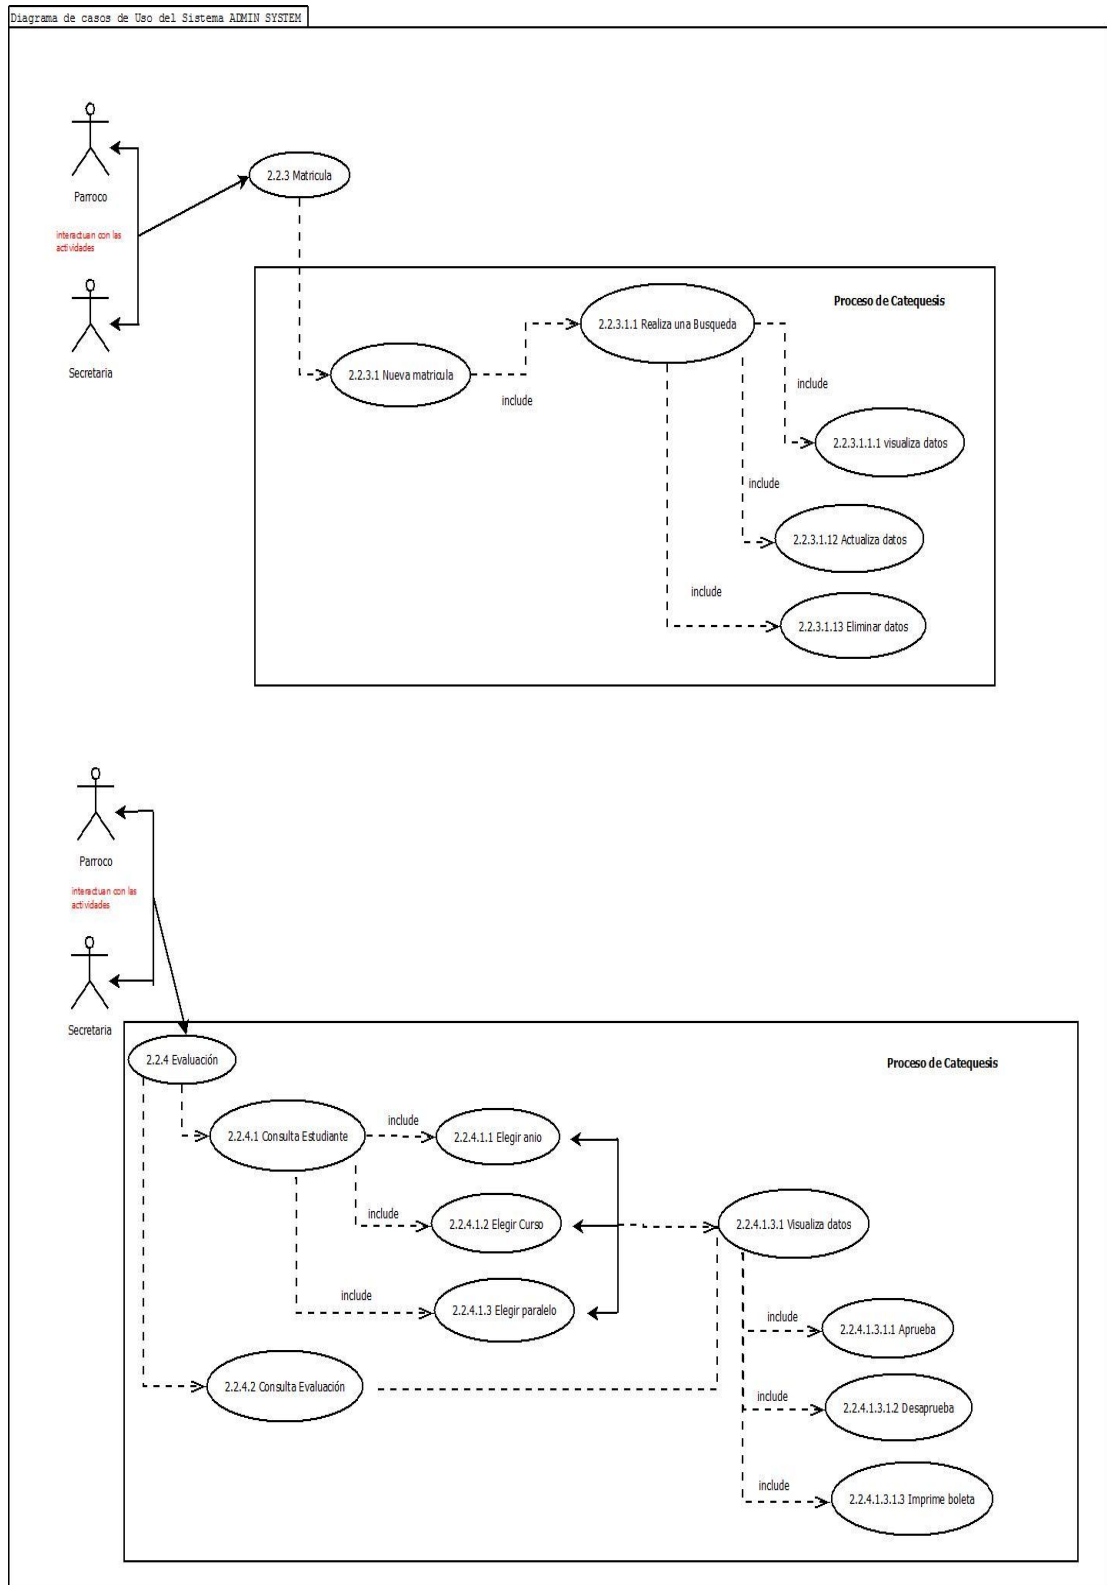 Diagrama de casos de Uso del Sistema ADMIN SYSTEM
Parroco
interactuan con las
actividades
Secretaria
2.2.3 Matricula
Proceso de Catequesis
2.2.3.1.1 Realiza una Busqueda
2.2.3.1 Nueva matricula
include
include
2.2.3.1.1.1 visualiza datos
include
2.2.3.1.12 Actualiza datos
include
2.2.3.1.13 Eliminar datos
Parroco
interactuan con las
actividades
Secretaria
2.2.4 Evaluación
Proceso de Catequesis
2.2.4.1 Consulta Estudiante
include
2.2.4.1.1 Elegir anio
include
2.2.4.1.2 Elegir Curso
2.2.4.1.3.1 Visualiza datos
include
2.2.4.1.3 Elegir paralelo
include
2.2.4.1.3.1.1 Aprueba
2.2.4.2 Consulta Evaluación
include
2.2.4.1.3.1.2 Desaprueba
include
2.2.4.1.3.1.3 Imprime boleta